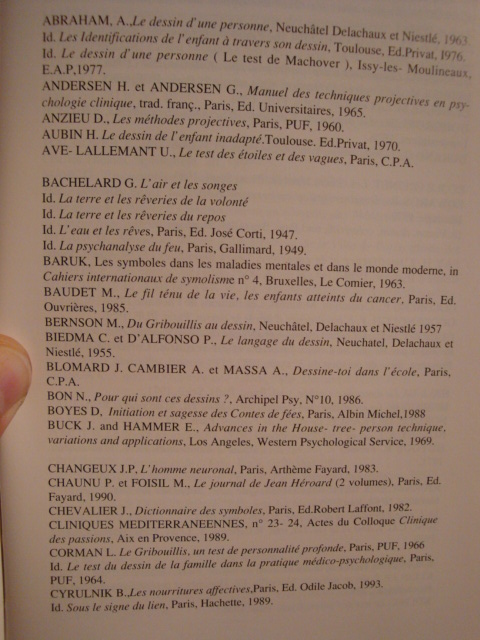 ABRAHAM, A.,Le dessin d'une personne, Neuchâtel Delachaux et Niestlé, 1963.
Id. Les Identifications de l'enfant à travers son dessin, Toulouse, Ed.Privat, 1976.
Id. Le dessin d'une personne ( Le test de Machover ), Issy-les- Moulineaux,
E.A.P,1977.
ANDERSEN H. et ANDERSEN G., Manuel des techniques projectives en psy-
chologie clinique, trad. franç., Paris, Ed. Universitaires, 1965.
ANZIEU D., Les méthodes projectives, Paris, PUF, 1960.
AUBIN H. Le dessin de l'enfant inadapté.Toulouse. Ed.Privat, 1970.
AVE- LALLEMANT U., Le test des étoiles et des vagues, Paris, C.P.A.
BACHELARD G. L'air et les songes
Id. La terre et les rêveries de la volonté
Id. La terre et les rêveries du repos
Id. L'eau et les rêves, Paris, Ed. José Corti, 1947.
Id. La psychanalyse du feu, Paris, Gallimard, 1949.
BARUK, Les symboles dans les maladies mentales et dans le monde moderne, in
Cahiers internationaux de symolisme n° 4, Bruxelles, Le Comier, 1963.
BAUDET M., Le fil ténu de la vie, les enfants atteints du cancer, Paris, Ed.
Ouvrières, 1985.
BERNSON M., Du Gribouillis au dessin, Neuchâtel, Delachaux et Niestlé 1957
BIEDMA C. et D'ALFONSO P., Le langage du dessin, Neuchatel, Delachaux et
Niestlé, 1955.
BLOMARD J. CAMBIER A. et MASSA A., Dessine-toi dans l'école, Paris,
C.P.A.
BON N., Pour qui sont ces dessins ?, Archipel Psy, N°10, 1986.
BOYES D, Initiation et sagesse des Contes de fées, Paris, Albin Michel,1988
BUCK J. and HAMMER E., Advances in the House- tree- person technique,
variations and applications, Los Angeles, Western Psychological Service, 1969.
CHANGEUX J.P. L'homme neuronal, Paris, Arthème Fayard, 1983.
CHAUNU P. et FOISIL M., Le journal de Jean Héroard (2 volumes), Paris, Ed.
Fayard, 1990.
CHEVALIER J., Dictionnaire des symboles, Paris, Ed.Robert Laffont, 1982.
CLINIQUES MEDITERRANEENNES, n° 23- 24, Actes du Colloque Clinique
des passions, Aix en Provence, 1989.
CORMAN L. Le Gribouillis, un test de personnalité profonde, Paris, PUF, 1966
Id. Le test du dessin de la famille dans la pratique médico-psychologique, Paris,
PUF, 1964.
CYRULNIK B.,Les nourritures affectives,Paris, Ed. Odile Jacob, 1993.
Id. Sous le signe du lien, Paris, Hachette, 1989.